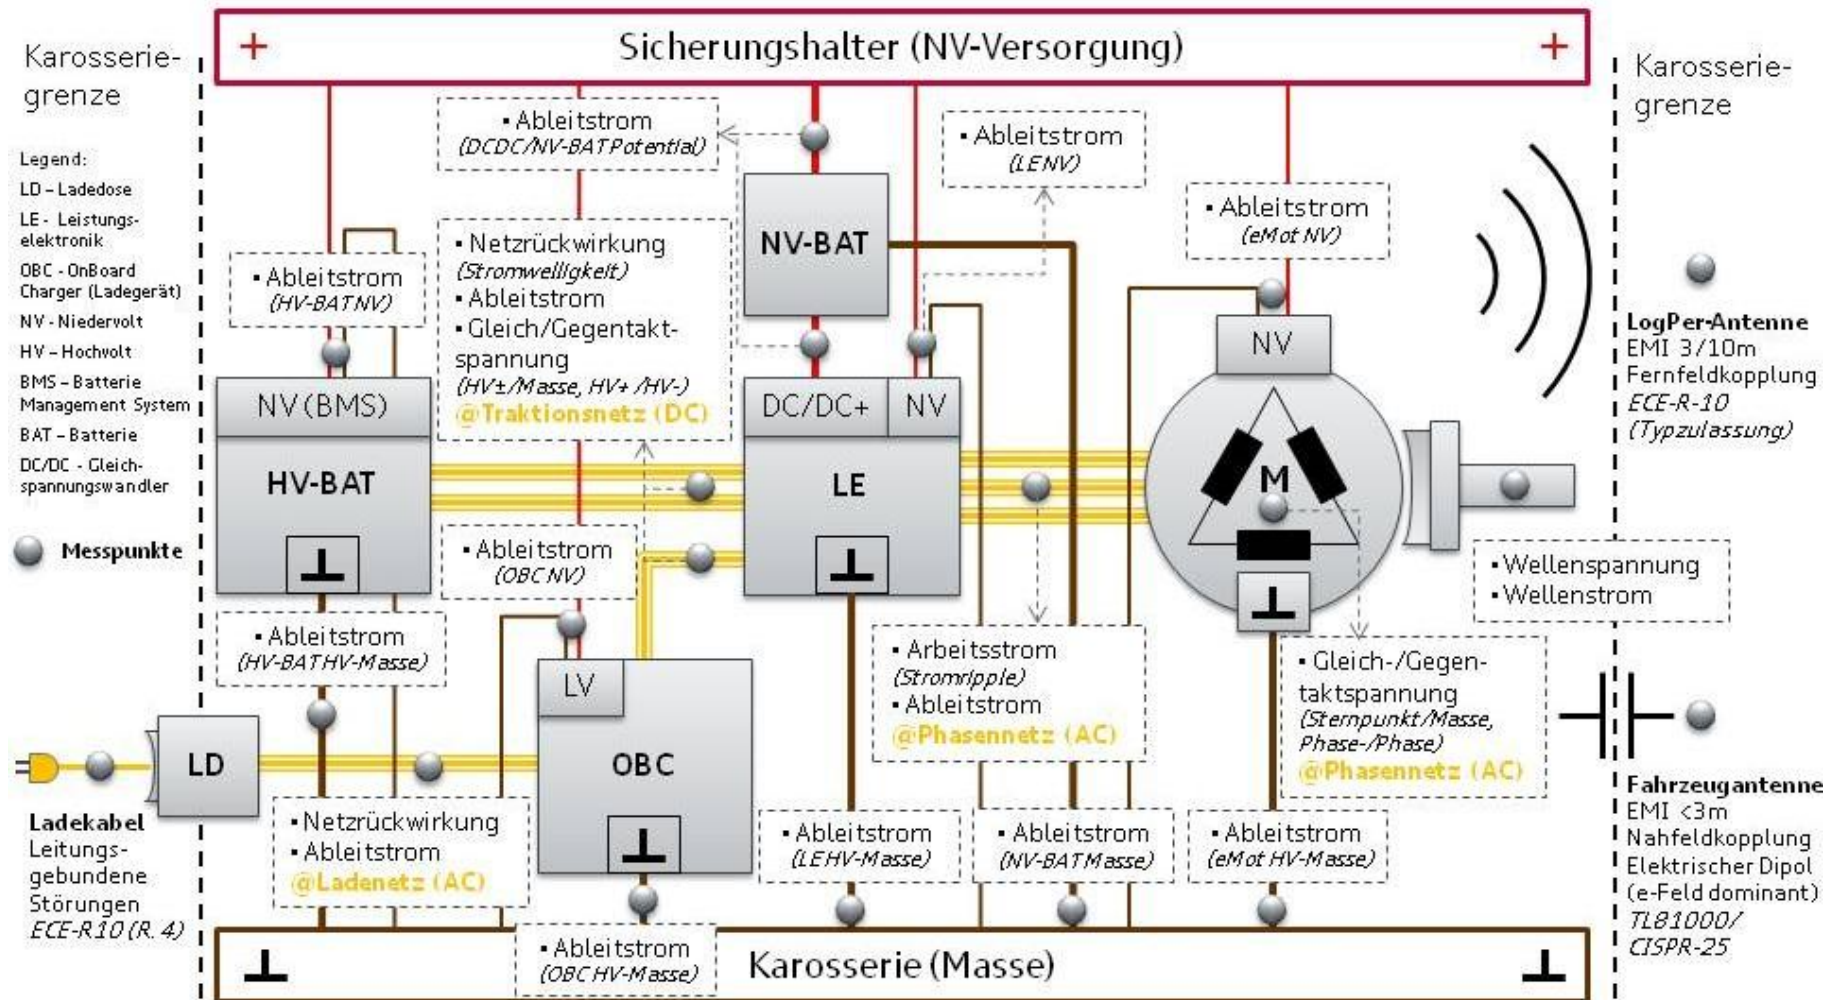 Sicherungshalter (NV-Versorgung)
+
+
Karosserie-
grenze
Legend:
LD – Ladedose
LE - Leistungs-
elektronik
OBC - OnBoard
Charger (Ladegerät)
NV - Niedervolt
HV – Hochvolt
BMS – Batterie
Management System
BAT – Batterie
DC/DC - Gleich-
spannungswandler
Messpunkte
Karosserie-
grenze
▪ Ableitstrom
(DCDC/NV-BAT Potential)
▪ Ableitstrom
(LE NV)
▪ Ableitstrom
(eMot NV)
▪ Ableitstrom
(HV-BAT NV)
▪ Netzrückwirkung
(Stromwelligkeit)
▪ Ableitstrom
▪ Gleich/Gegentakt-
spannung
(HV±/Masse, HV+ /HV-)
@Traktionsnetz (DC)
NV-BAT
NV
NV (BMS)
HV-BAT
DC/DC+
NV
LE
M
LogPer-Antenne
EMI 3/10m
Fernfeldkopplung
ECE-R-10
(Typzulassung)
▪ Ableitstrom
(OBC NV)
▪ Wellenspannung
▪ Wellenstrom
▪ Ableitstrom
(HV-BAT HV-Masse)
▪ Arbeitsstrom
(Stromripple)
▪ Ableitstrom
@Phasennetz (AC)
▪ Gleich-/Gegen-
taktspannung
(Sternpunkt/Masse,
Phase-/Phase)
@Phasennetz (AC)
LV
OBC
LD
Ladekabel
Leitungs-
gebundene
Störungen
ECE-R10 (R. 4)
▪ Netzrückwirkung
▪ Ableitstrom
@Ladenetz (AC)
▪ Ableitstrom
(LE HV-Masse)
▪ Ableitstrom
(NV-BAT Masse)
▪ Ableitstrom
(eMot HV-Masse)
Fahrzeugantenne
EMI <3m
Nahfeldkopplung
Elektrischer Dipol
(e-Feld dominant)
TL81000/
CISPR-25
▪ Ableitstrom
(OBC HV-Masse)
Karosserie (Masse)